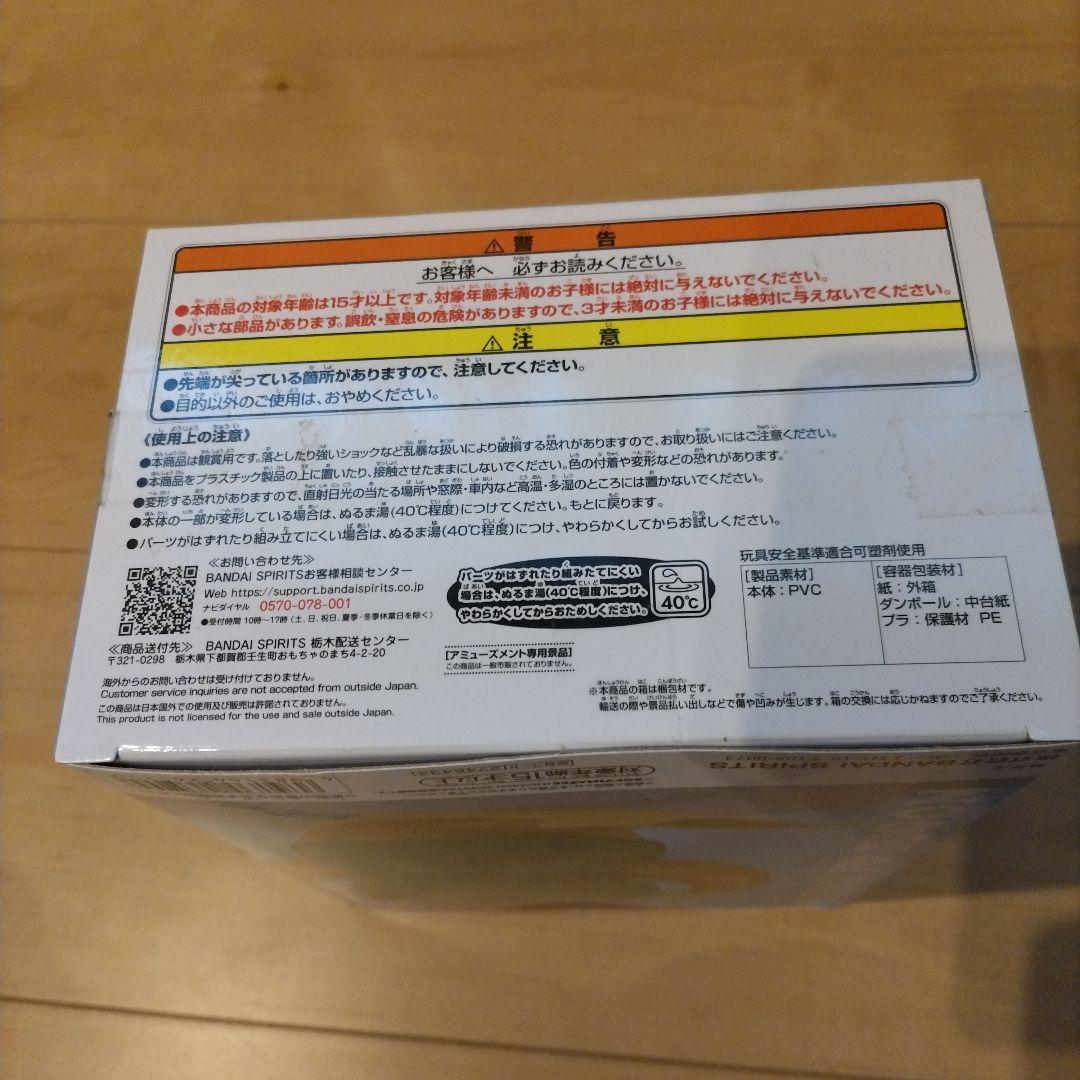 ⚠警告
お客様へ 必ずお読みください。
●本商品の対象年齢は15才以上です。対象年齢未満のお子様には絶対に与えないでください。
●小さな部品があります。誤飲・窒息の危険がありますので、3才未満のお子様には絶対に与えないでください。
⚠注意
●先端が尖っている箇所がありますので、注意してください。
●目的以外のご使用は、おやめください。
《使用上の注意》
●本商品は観賞用です。落としたり強いショックなど乱暴な扱いにより破損する恐れがありますので、お取り扱いにはご注意ください。
●本商品をプラスチック製品の上に置いたり、接触させたままにしないでください。色の付着や変形などの恐れがあります。
●変形する恐れがありますので、直射日光の当たる場所や窓際・車内など高温・多湿のところには置かないでください。
●本体の一部が変形している場合は、ぬるま湯(40℃程度)につけてください。もとに戻ります。
●パーツがはずれたり組み立てにくい場合は、ぬるま湯(40℃程度)につけ、やわらかくしてからお試しください。
≪お問い合わせ先≫
BANDAI SPIRITSお客様相談センター
Web https://support.bandaispirits.co.jp
ナビダイヤル 0570-078-001
●受付時間 10時～17時(土、日、祝日、夏季・冬季休業日を除く)
≪商品送付先≫ BANDAI SPIRITS 栃木配送センター
〒321-0298 栃木県下都賀郡壬生町おもちゃのまち4-2-20
海外からのお問い合わせは受け付けておりません。
Customer service inquiries are not accepted from outside Japan.
この商品は日本国外での使用及び販売は許諾されておりません。
This product is not licensed for the use and sale outside Japan.
パーツがはずれたり組みたてにくい
場合は、ぬるま湯(40℃程度)につけ、
やわらかくしてからおためしください。
40℃
[アミューズメント専用景品]
この商品は一般市販されておりません。
玩具安全基準適合可塑剤使用
[製品素材]
本体:PVC
[容器包装材]
紙:外箱
ダンボール:中台紙
プラ:保護材 PE
※本商品の箱は梱包材です。
輸送の際や景品払い出しなどで傷や凹みが生じます。箱の交換には応じかねますのでご了承ください。
対象年齢15才以上
株式会社BANDAI SPIRITS